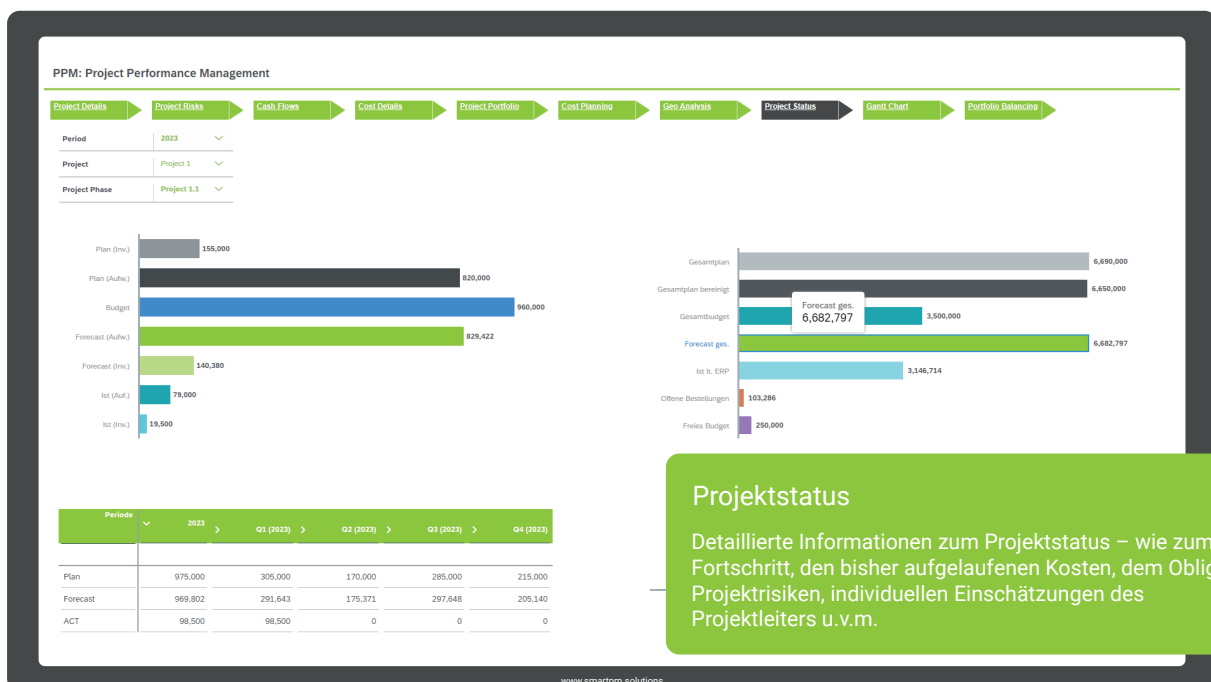 PPM: Project Performance Management
Project Details Project Risks Cash Flows Cost Details Project Portfolio Cost Planning Geo Analysis Project Status Gantt Chart Portfolio Balancing
Period 2023
Project Project 1
Project Phase Project 1.1
Plan (Inv.) 155,000
Plan (Aufw.) 820,000
Budget 960,000
Forecast (Aufw.) 829,422
Forecast (Inv.) 140,380
Ist (Auf.) 79,000
Ist (Inv.) 19,500
Gesamtplan 6,690,000
Gesamtplan bereinigt 6,650,000
Gesamtbudget 3,500,000
Forecast ges. 6,682,797
Ist lt. ERP 3,146,714
Offene Bestellungen 103,286
Freies Budget 250,000
Forecast ges.
6,682,797
Periode 2023 Q1 (2023) Q2 (2023) Q3 (2023) Q4 (2023)
Plan 975,000 305,000 170,000 285,000 215,000
Forecast 969,802 291,643 175,371 297,648 205,140
ACT 98,500 98,500 0 0 0
Projektstatus
Detaillierte Informationen zum Projektstatus – wie zum
Fortschritt, den bisher aufgelaufenen Kosten, dem Oblig
Projektrisiken, individuellen Einschätzungen des
Projektleiters u.v.m.
www.smartpm.solutions